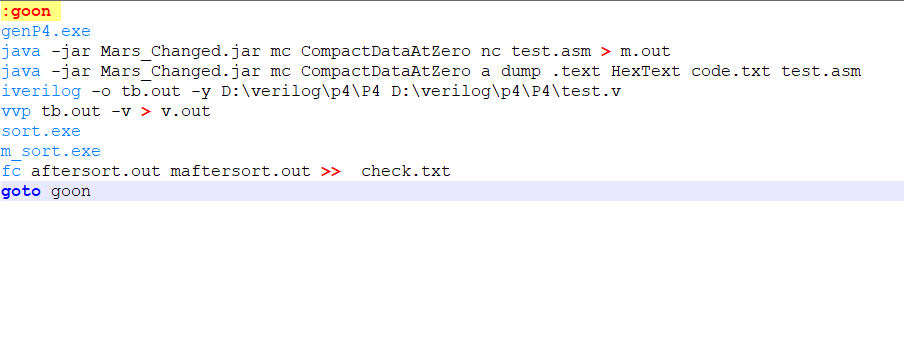 :goon
genP4.exe
java -jar Mars_Changed.jar mc CompactDataAtZero nc test.asm > m.out
java -jar Mars_Changed.jar mc CompactDataAtZero a dump .text HexText code.txt test.asm
iverilog -o tb.out -y D:\verilog\p4\P4 D:\verilog\p4\P4\test.v
vvp tb.out -v > v.out
sort.exe
m_sort.exe
fc aftersort.out maftersort.out >>  check.txt
goto goon